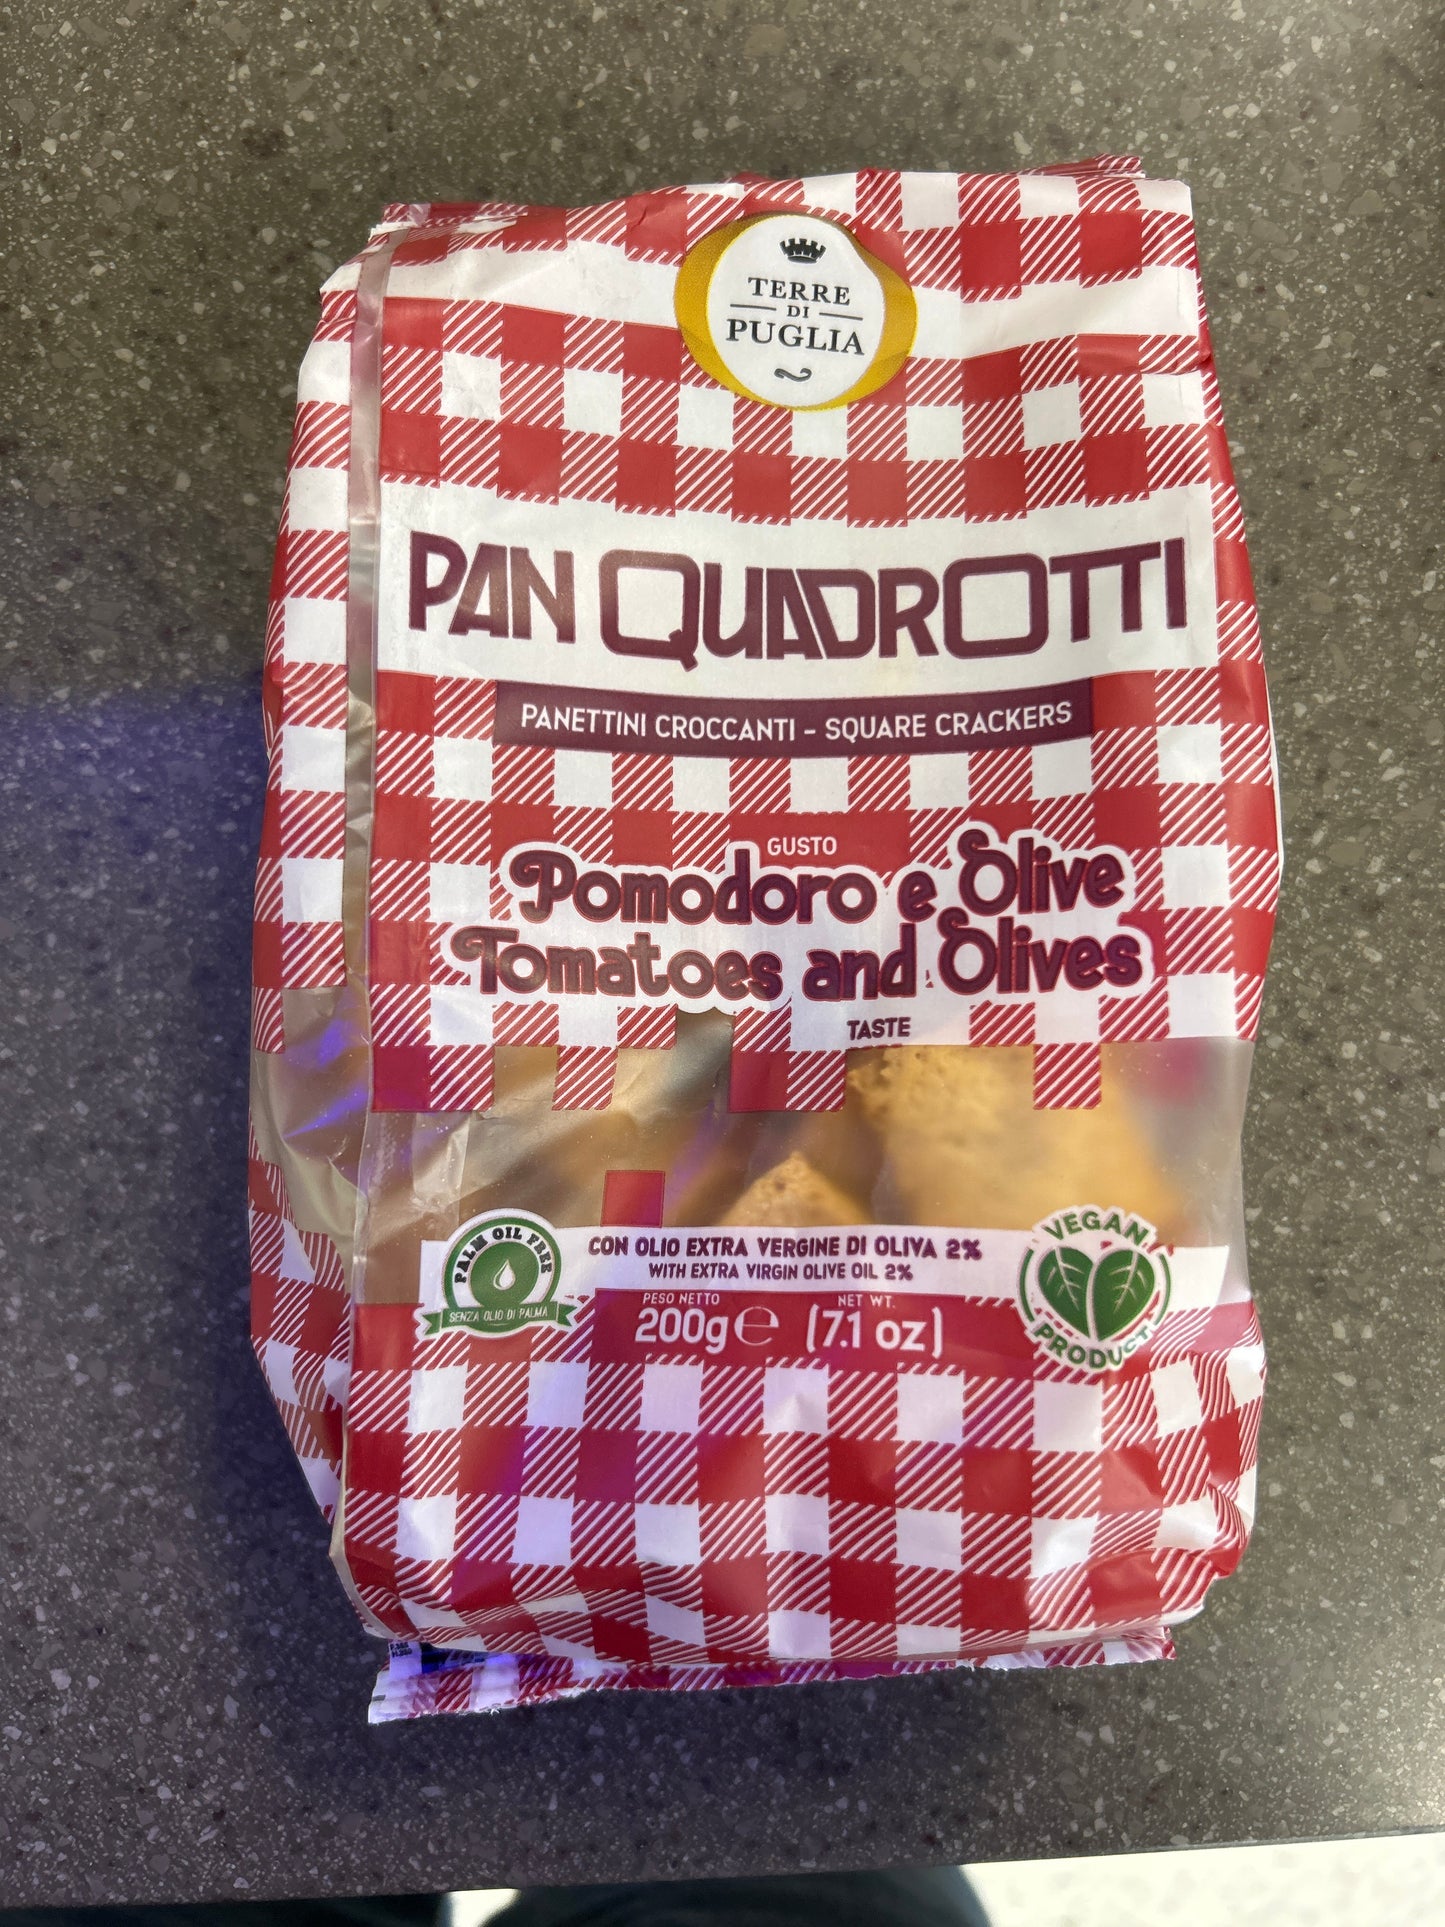 TERRE
DI
PUGLIA
PAN QUADROTTI
PANETTINI CROCCANTI - SQUARE CRACKERS
GUSTO
Pomodoro e Olive
Tomatoes and Olives
TASTE
PALM OIL FREE
SENZA OLIO DI PALMA
CON OLIO EXTRA VERGINE DI OLIVA 2%
WITH EXTRA VIRGIN OLIVE OIL 2%
PESO NETTO
200g ℮
NET WT.
(7.1 oz)
VEGAN
PRODUCT